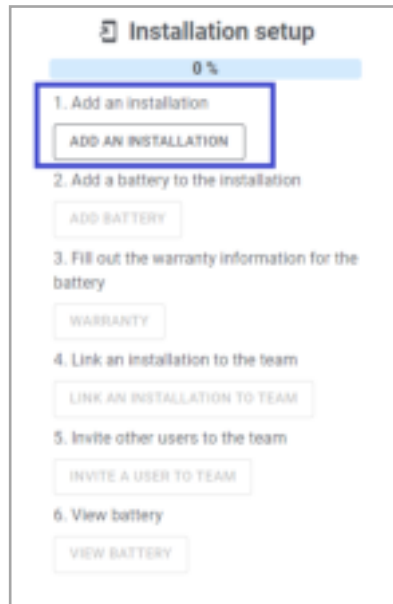 Installation setup
0 %
1. Add an installation
ADD AN INSTALLATION
2. Add a battery to the installation
ADD BATTERY
3. Fill out the warranty information for the
battery
WARRANTY
4. Link an installation to the team
LINK AN INSTALLATION TO TEAM
5. Invite other users to the team
INVITE A USER TO TEAM
6. View battery
VIEW BATTERY